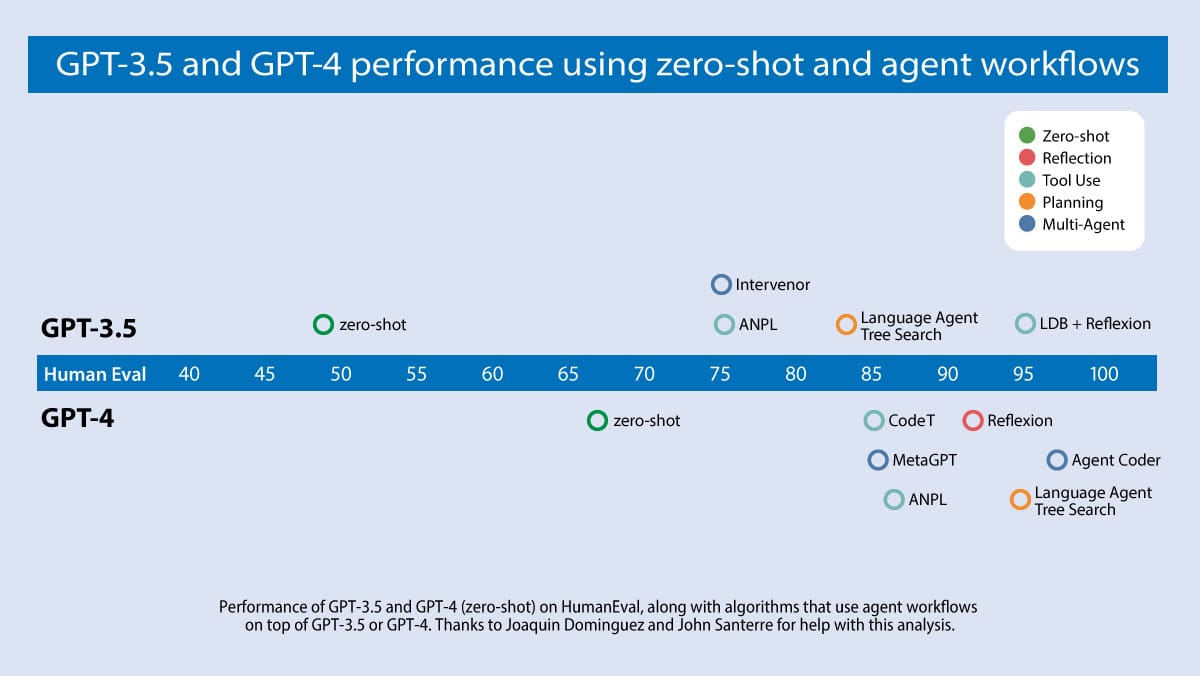 GPT-3.5 and GPT-4 performance using zero-shot and agent workflows
Zero-shot
Reflection
Tool Use
Planning
Multi-Agent
Intervenor
GPT-3.5
zero-shot
ANPL
Language Agent
Tree Search
LDB + Reflexion
Human Eval 40 45 50 55 60 65 70 75 80 85 90 95 100
GPT-4
zero-shot
CodeT
Reflexion
MetaGPT
Agent Coder
ANPL
Language Agent
Tree Search
Performance of GPT-3.5 and GPT-4 (zero-shot) on HumanEval, along with algorithms that use agent workflows
on top of GPT-3.5 or GPT-4. Thanks to Joaquin Dominguez and John Santerre for help with this analysis.